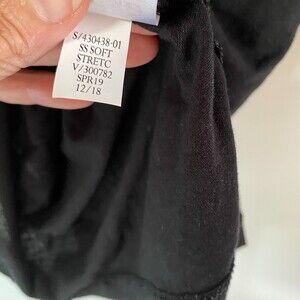 S/430438-01
SS SOFT
STRETC
V/300782
SPR19
12/18